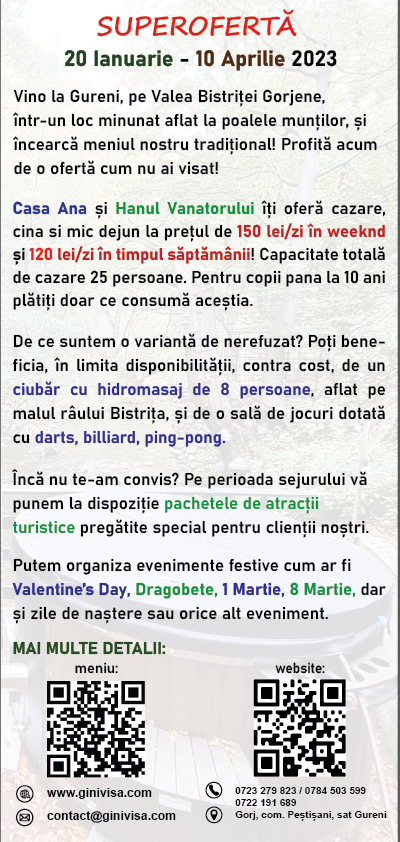 SUPEROFERTĂ
20 Ianuarie - 10 Aprilie 2023
Vino la Gureni, pe Valea Bistriței Gorjene,
într-un loc minunat aflat la poalele munților, și
încearcă meniul nostru tradițional! Profită acum
de o ofertă cum nu ai visat!
Casa Ana și Hanul Vanatorului îți oferă cazare,
cina si mic dejun la prețul de 150 lei/zi în weeknd
și 120 lei/zi în timpul săptămânii! Capacitate totală
de cazare 25 persoane. Pentru copii pana la 10 ani
plătiți doar ce consumă aceștia.
De ce suntem o variantă de nerefuzat? Poți bene-
ficia, în limita disponibilității, contra cost, de un
ciubăr cu hidromasaj de 8 persoane, aflat pe
malul râului Bistrița, și de o sală de jocuri dotată
cu darts, billiard, ping-pong.
Încă nu te-am convis? Pe perioada sejurului vă
punem la dispoziție pachetele de atracții
turistice pregătite special pentru clienții noștri.
Putem organiza evenimente festive cum ar fi
Valentine's Day, Dragobete, 1 Martie, 8 Martie, dar
și zile de naștere sau orice alt eveniment.
MAI MULTE DETALII:
meniu: website:
www.ginivisa.com
contact@ginivisa.com
0723 279 823 / 0784 503 599
0722 191 689
Gorj, com. Peștișani, sat Gureni